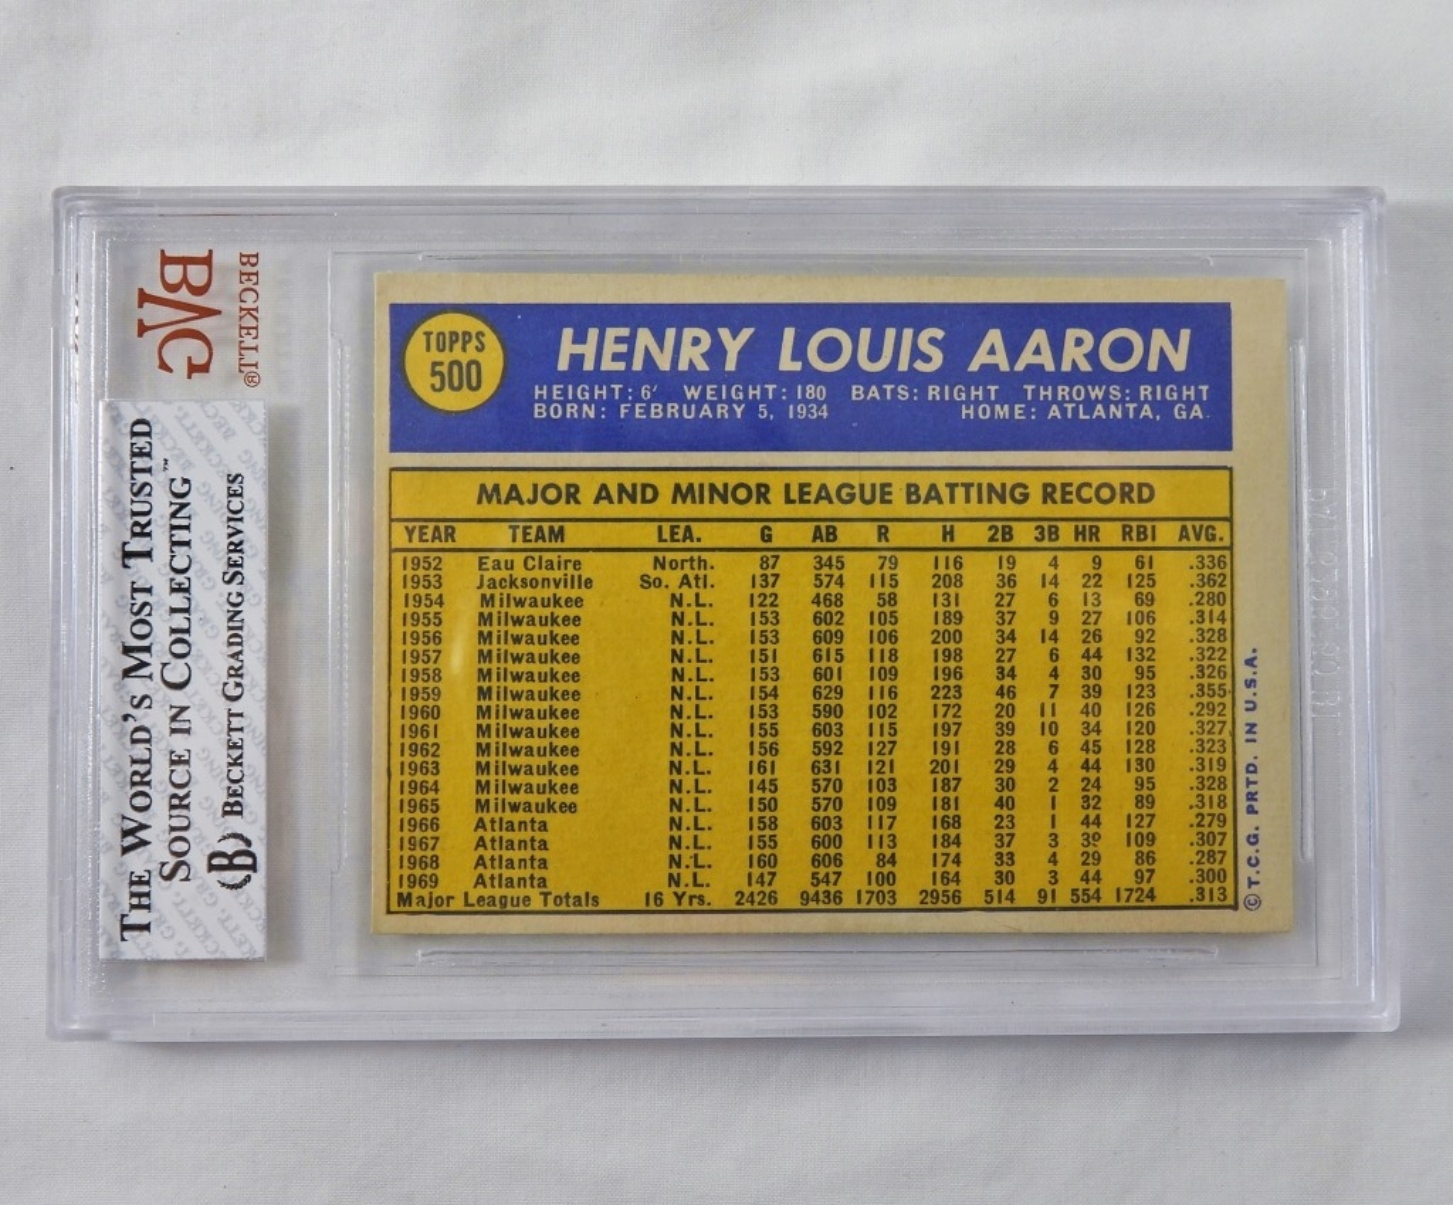 BVG
BECKETT®
THE WORLD'S MOST TRUSTED
SOURCE IN COLLECTING™
BECKETT GRADING SERVICES
TOPPS
500
HENRY LOUIS AARON
HEIGHT: 6' WEIGHT: 180 BATS: RIGHT THROWS: RIGHT
BORN: FEBRUARY 5, 1934 HOME: ATLANTA, GA.
MAJOR AND MINOR LEAGUE BATTING RECORD
YEAR TEAM LEA. G AB R H 2B 3B HR RBI AVG.
1952 Eau Claire North. 87 345 79 116 19 4 9 61 .336
1953 Jacksonville So. Atl. 137 574 115 208 36 14 22 125 .362
1954 Milwaukee N.L. 122 468 58 131 27 6 13 69 .280
1955 Milwaukee N.L. 153 602 105 189 37 9 27 106 .314
1956 Milwaukee N.L. 153 609 106 200 34 14 26 92 .328
1957 Milwaukee N.L. 151 615 118 198 27 6 44 132 .322
1958 Milwaukee N.L. 153 601 109 196 34 4 30 95 .326
1959 Milwaukee N.L. 154 629 116 223 46 7 39 123 .355
1960 Milwaukee N.L. 153 590 102 172 20 11 40 126 .292
1961 Milwaukee N.L. 155 603 115 197 39 10 34 120 .327
1962 Milwaukee N.L. 156 592 127 191 28 6 45 128 .323
1963 Milwaukee N.L. 161 631 121 201 29 4 44 130 .319
1964 Milwaukee N.L. 145 570 103 187 30 2 24 95 .328
1965 Milwaukee N.L. 150 570 109 181 40 1 32 89 .318
1966 Atlanta N.L. 158 603 117 168 23 1 44 127 .279
1967 Atlanta N.L. 155 600 113 184 37 3 39 109 .307
1968 Atlanta N.L. 160 606 84 174 33 4 29 86 .287
1969 Atlanta N.L. 147 547 100 164 30 3 44 97 .300
Major League Totals 16 Yrs. 2426 9436 1703 2956 514 91 554 1724 .313
© T.C.G. PRTD. IN U.S.A.